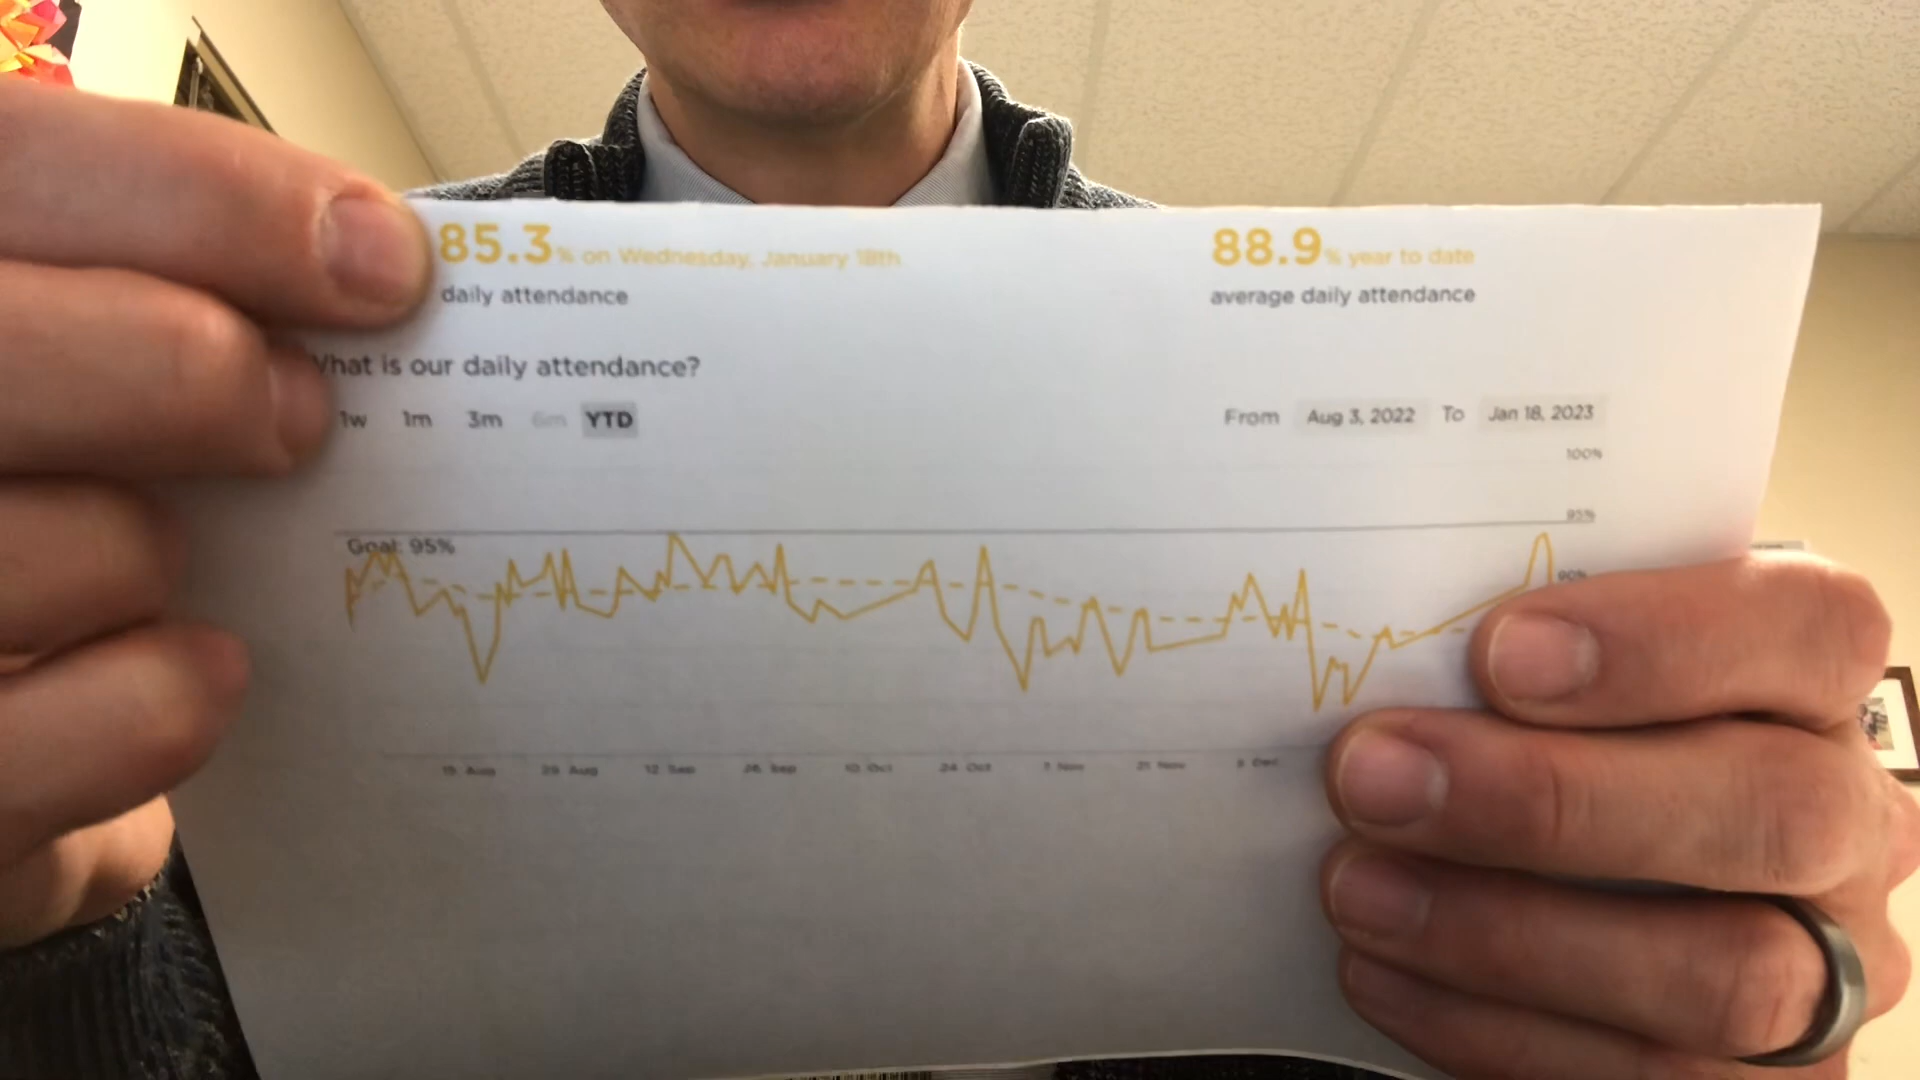 85.3% on Wednesday, January 18th
daily attendance
88.9% year to date
average daily attendance
What is our daily attendance?
1w 1m 3m 6m YTD
From Aug 3, 2022 To Jan 18, 2023
100%
95%
Goal: 95%
90%
15 Aug 29 Aug 12 Sep 26 Sep 10 Oct 24 Oct 7 Nov 21 Nov Dec